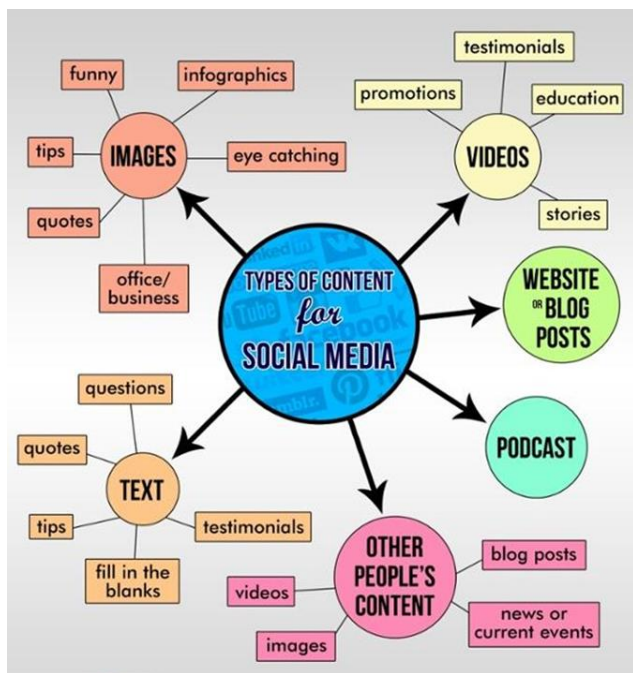 testimonials
funny
infographics
promotions
education
tips
IMAGES
eye catching
VIDEOS
quotes
stories
office/
business
TYPES OF CONTENT
for
SOCIAL MEDIA
WEBSITE
OR BLOG
POSTS
questions
quotes
PODCAST
TEXT
tips
testimonials
fill in the
blanks
OTHER
PEOPLE'S
CONTENT
blog posts
videos
news or
current events
images
Tube
facebook